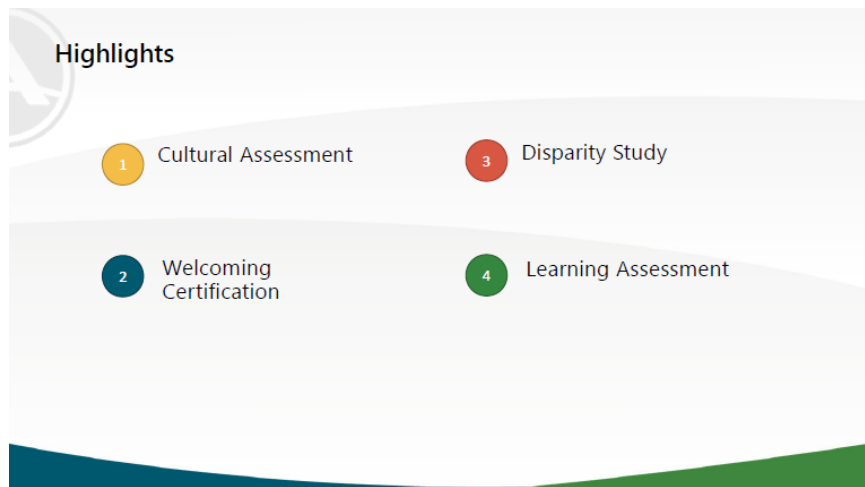 Highlights
1 Cultural Assessment
2 Welcoming
Certification
3 Disparity Study
4 Learning Assessment